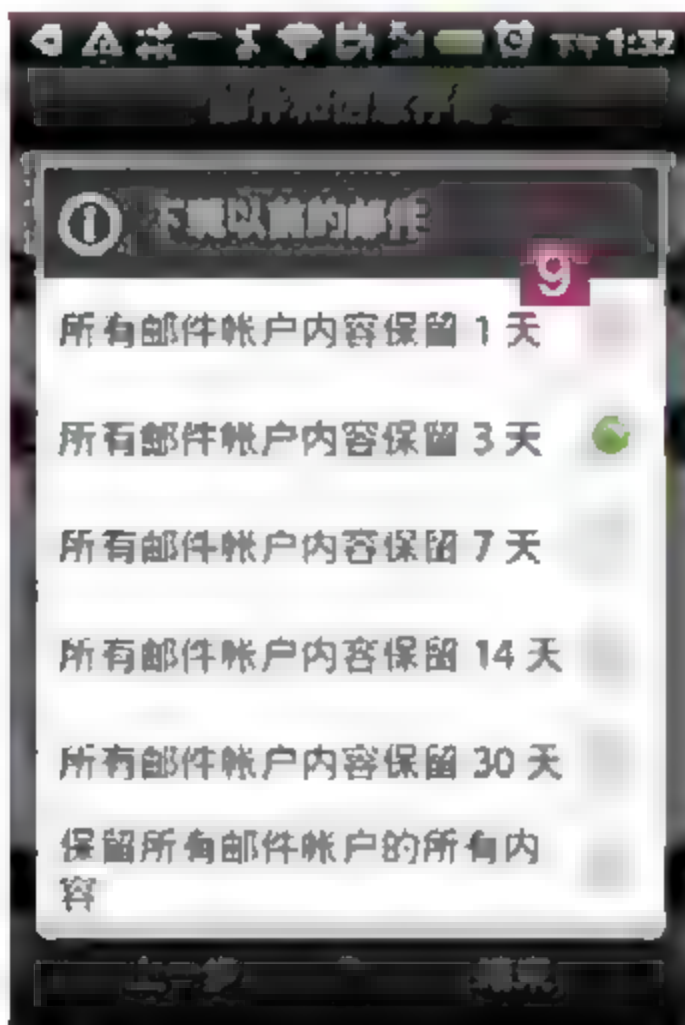 下午1:32
下载以前的邮件
9
所有邮件帐户内容保留 1 天
所有邮件帐户内容保留 3 天
所有邮件帐户内容保留 7 天
所有邮件帐户内容保留 14 天
所有邮件帐户内容保留 30 天
保留所有邮件帐户的所有内
容